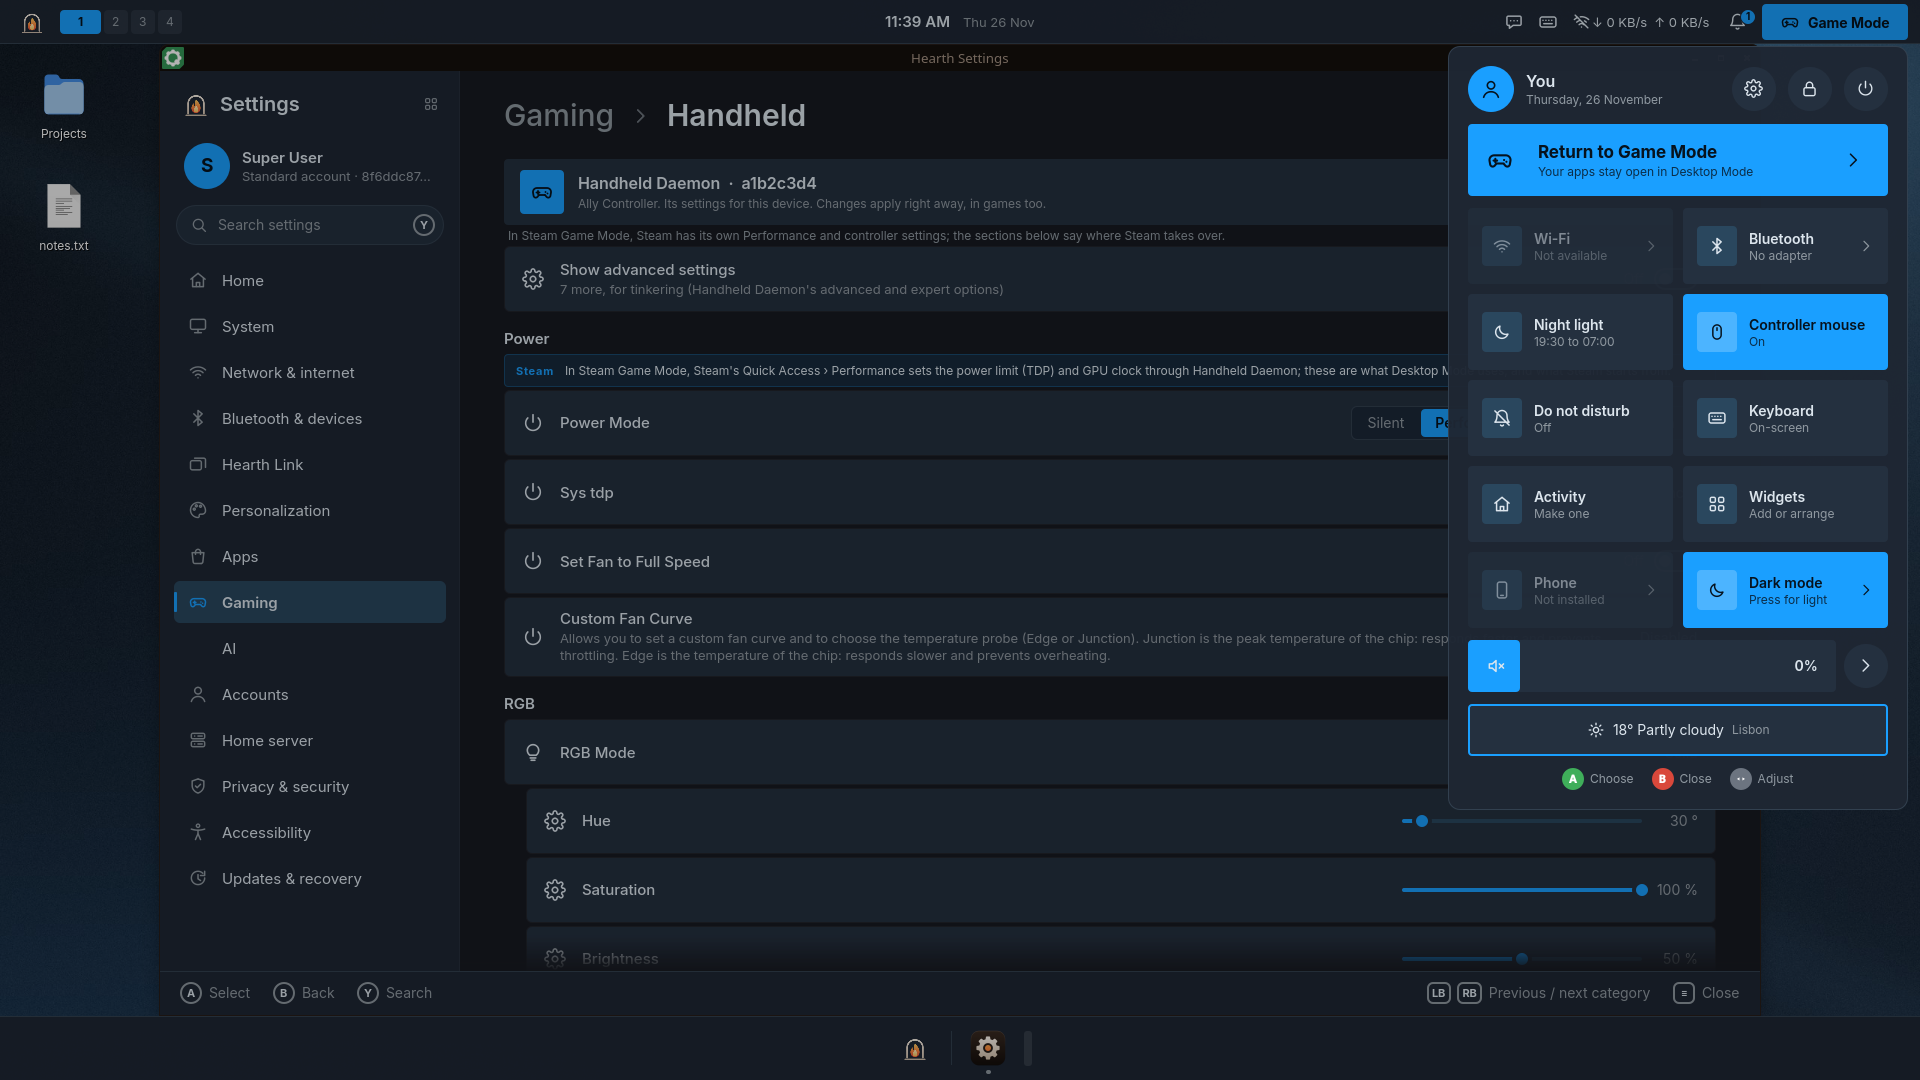 1 2 3 4
11:39 AM Thu 26 Nov
↓ 0 KB/s ↑ 0 KB/s
1
Game Mode
Projects
notes.txt
Hearth Settings
Settings
S
Super User
Standard account · 8f6ddc87...
Search settings
Y
Home
System
Network & internet
Bluetooth & devices
Hearth Link
Personalization
Apps
Gaming
AI
Accounts
Home server
Privacy & security
Accessibility
Updates & recovery
Gaming › Handheld
Handheld Daemon · a1b2c3d4
Ally Controller. Its settings for this device. Changes apply right away, in games too.
In Steam Game Mode, Steam has its own Performance and controller settings; the sections below say where Steam takes over.
Show advanced settings
7 more, for tinkering (Handheld Daemon's advanced and expert options)
Power
Steam In Steam Game Mode, Steam's Quick Access › Performance sets the power limit (TDP) and GPU clock through Handheld Daemon; these are what Desktop
Power Mode
Silent
Sys tdp
Set Fan to Full Speed
Custom Fan Curve
Allows you to set a custom fan curve and to choose the temperature probe (Edge or Junction). Junction is the peak temperature of the chip:
throttling. Edge is the temperature of the chip: responds slower and prevents overheating.
RGB
RGB Mode
Hue
30 °
Saturation
100 %
Brightness
50 %
A Select B Back Y Search
LB RB Previous / next category ≡ Close
You
Thursday, 26 November
Return to Game Mode
Your apps stay open in Desktop Mode
Wi-Fi
Not available
Bluetooth
No adapter
Night light
19:30 to 07:00
Controller mouse
On
Do not disturb
Off
Keyboard
On-screen
Activity
Make one
Widgets
Add or arrange
Phone
Not installed
Dark mode
Press for light
0%
18° Partly cloudy Lisbon
A Choose B Close Adjust